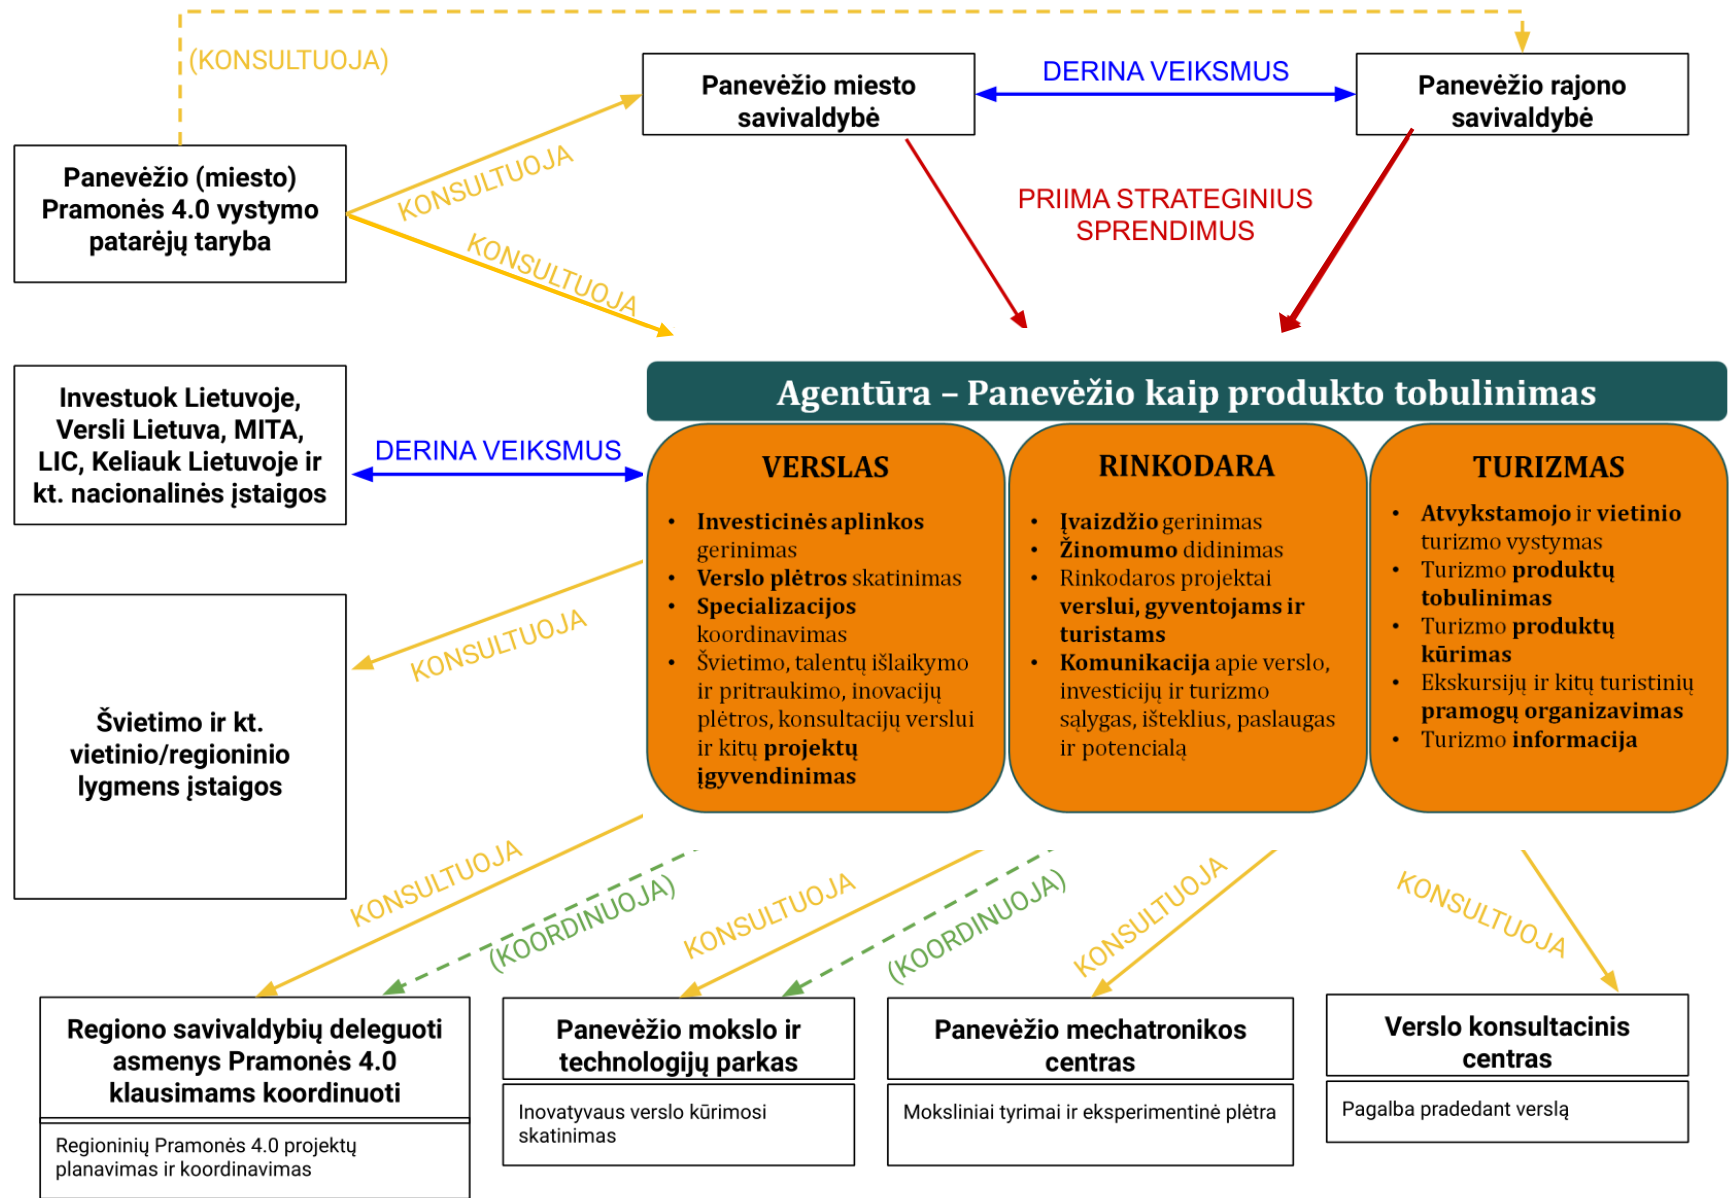 (KONSULTUOJA)
Panevėžio miesto
savivaldybė
DERINA VEIKSMUS
Panevėžio rajono
savivaldybė
Panevėžio (miesto)
Pramonės 4.0 vystymo
patarėjų taryba
KONSULTUOJA
KONSULTUOJA
PRIIMA STRATEGINIUS
SPRENDIMUS
Investuok Lietuvoje,
Versli Lietuva, MITA,
LIC, Keliauk Lietuvoje ir
kt. nacionalinės įstaigos
DERINA VEIKSMUS
Agentūra – Panevėžio kaip produkto tobulinimas
VERSLAS
• Investicinės aplinkos
gerinimas
• Verslo plėtros skatinimas
• Specializacijos
koordinavimas
• Švietimo, talentų išlaikymo
ir pritraukimo, inovacijų
plėtros, konsultacijų verslui
ir kitų projektų
įgyvendinimas
RINKODARA
• Įvaizdžio gerinimas
• Žinomumo didinimas
• Rinkodaros projektai
verslui, gyventojams ir
turistams
• Komunikacija apie verslo,
investicijų ir turizmo
sąlygas, išteklius, paslaugas
ir potencialą
TURIZMAS
• Atvykstamojo ir vietinio
turizmo vystymas
• Turizmo produktų
tobulinimas
• Turizmo produktų
kūrimas
• Ekskursijų ir kitų turistinių
pramogų organizavimas
• Turizmo informacija
KONSULTUOJA
Švietimo ir kt.
vietinio/regioninio
lygmens įstaigos
KONSULTUOJA
(KOORDINUOJA)
KONSULTUOJA
(KOORDINUOJA)
KONSULTUOJA
KONSULTUOJA
Regiono savivaldybių deleguoti
asmenys Pramonės 4.0
klausimams koordinuoti
Regioninių Pramonės 4.0 projektų
planavimas ir koordinavimas
Panevėžio mokslo ir
technologijų parkas
Inovatyvaus verslo kūrimosi
skatinimas
Panevėžio mechatronikos
centras
Moksliniai tyrimai ir eksperimentinė plėtra
Verslo konsultacinis
centras
Pagalba pradedant verslą